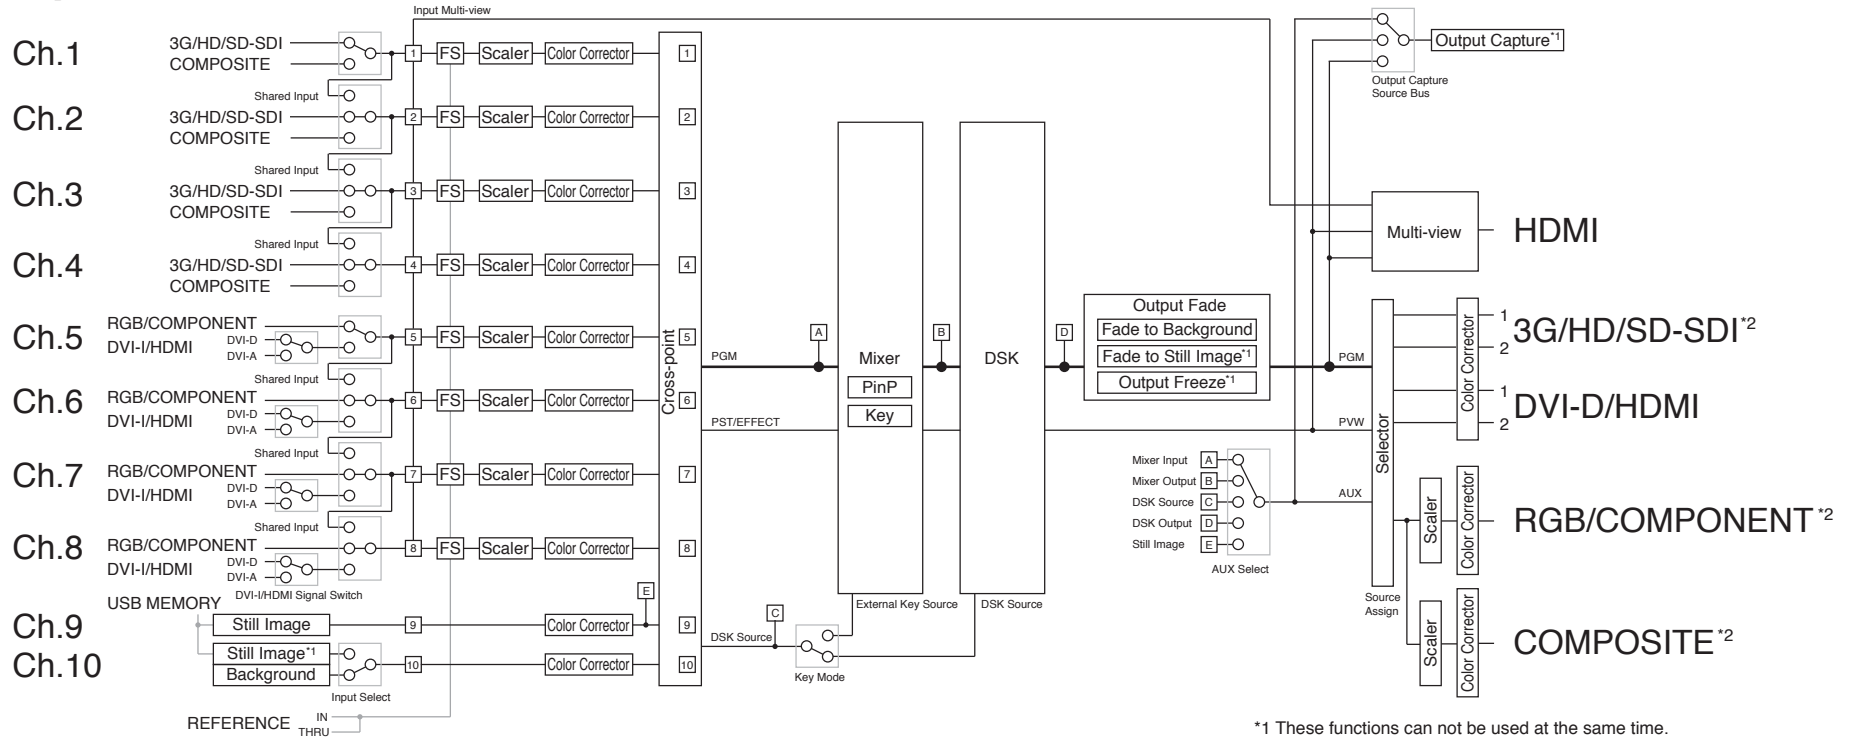 Input Multi-view
Ch.1
3G/HD/SD-SDI
COMPOSITE
1
FS
Scaler
Color Corrector
1
Shared Input
Ch.2
3G/HD/SD-SDI
COMPOSITE
2
FS
Scaler
Color Corrector
2
Shared Input
Ch.3
3G/HD/SD-SDI
COMPOSITE
3
FS
Scaler
Color Corrector
3
Shared Input
Ch.4
3G/HD/SD-SDI
COMPOSITE
4
FS
Scaler
Color Corrector
4
Ch.5
RGB/COMPONENT
DVI-I/HDMI
DVI-D
DVI-A
5
FS
Scaler
Color Corrector
5
Shared Input
Ch.6
RGB/COMPONENT
DVI-I/HDMI
DVI-D
DVI-A
6
FS
Scaler
Color Corrector
6
Shared Input
Ch.7
RGB/COMPONENT
DVI-I/HDMI
DVI-D
DVI-A
7
FS
Scaler
Color Corrector
7
Shared Input
Ch.8
RGB/COMPONENT
DVI-I/HDMI
DVI-D
DVI-A
8
FS
Scaler
Color Corrector
8
DVI-I/HDMI Signal Switch
USB MEMORY
Ch.9
Still Image
9
Color Corrector
E
9
Ch.10
Still Image*1
Background
Input Select
10
Color Corrector
10
REFERENCE
IN
THRU
Cross-point
PGM
PST/EFFECT
DSK Source
A
Mixer
PinP
Key
B
DSK
D
External Key Source
DSK Source
C
Key Mode
Output Fade
Fade to Background
Fade to Still Image*1
Output Freeze*1
Mixer Input
A
Mixer Output
B
DSK Source
C
DSK Output
D
Still Image
E
AUX Select
Output Capture*1
Output Capture
Source Bus
Multi-view
HDMI
PGM
PVW
AUX
Selector
Source
Assign
Color Corrector
1
2
3G/HD/SD-SDI*2
1
2
DVI-D/HDMI
Scaler
Color Corrector
RGB/COMPONENT*2
Scaler
Color Corrector
COMPOSITE*2
*1 These functions can not be used at the same time.